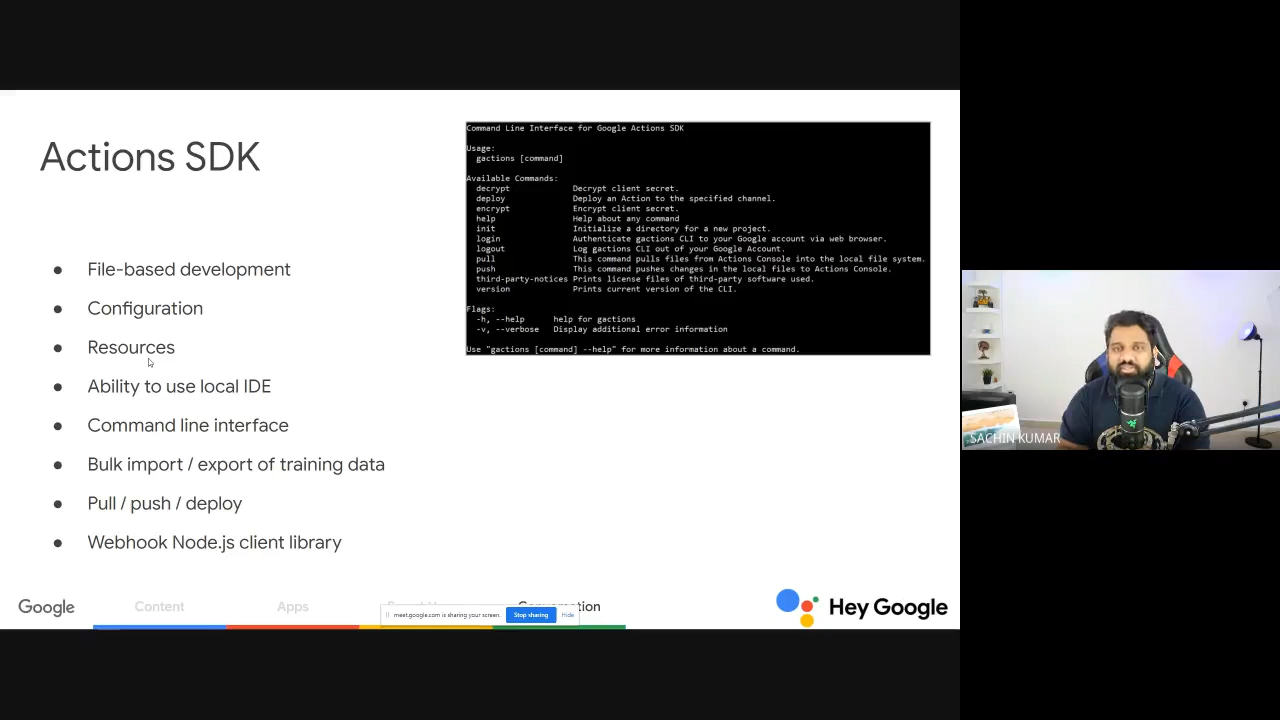 Actions SDK
● File-based development
● Configuration
● Resources
● Ability to use local IDE
● Command line interface
● Bulk import / export of training data
● Pull / push / deploy
● Webhook Node.js client library
Command Line Interface for Google Actions SDK
Usage:
gactions [command]
Available Commands:
decrypt Decrypt client secret.
deploy Deploy an Action to the specified channel.
encrypt Encrypt client secret.
help Help about any command
init Initialize a directory for a new project.
login Authenticate gactions CLI to your Google account via web browser.
logout Log gactions CLI out of your Google Account.
pull This command pulls files from Actions Console into the local file system.
push This command pushes changes in the local files to Actions Console.
third-party-notices Prints license files of third-party software used.
version Prints current version of the CLI.
Flags:
-h, --help help for gactions
-v, --verbose Display additional error information
Use "gactions [command] --help" for more information about a command.
SACHIN KUMAR
Google Content Apps
meet.google.com is sharing your screen. Stop sharing Hide
Hey Google